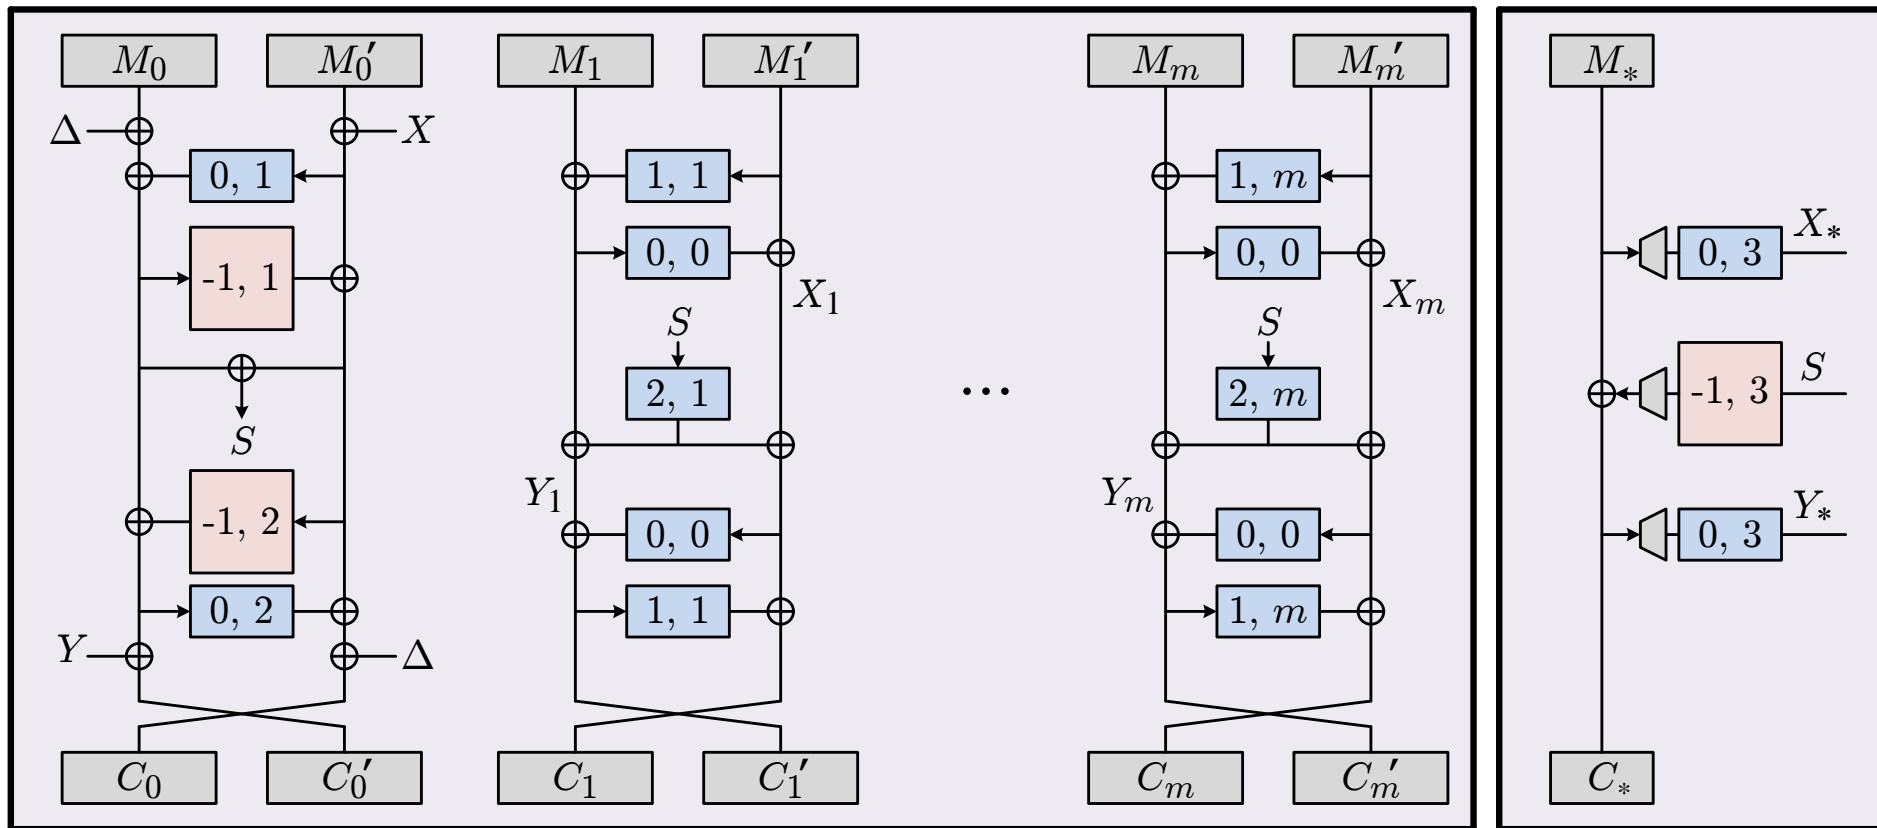 M₀ M₀′ M₁ M₁′ Mₘ Mₘ′ M∗
Δ X
0, 1 1, 1 1, m
-1, 1 0, 0 0, 0 0, 3 X∗
X₁ Xₘ
S S
2, 1 ... 2, m -1, 3 S
S
Y₁ Yₘ Y∗
-1, 2 0, 0 0, 0 0, 3
0, 2 1, 1 1, m
Y Δ
C₀ C₀′ C₁ C₁′ Cₘ Cₘ′ C∗